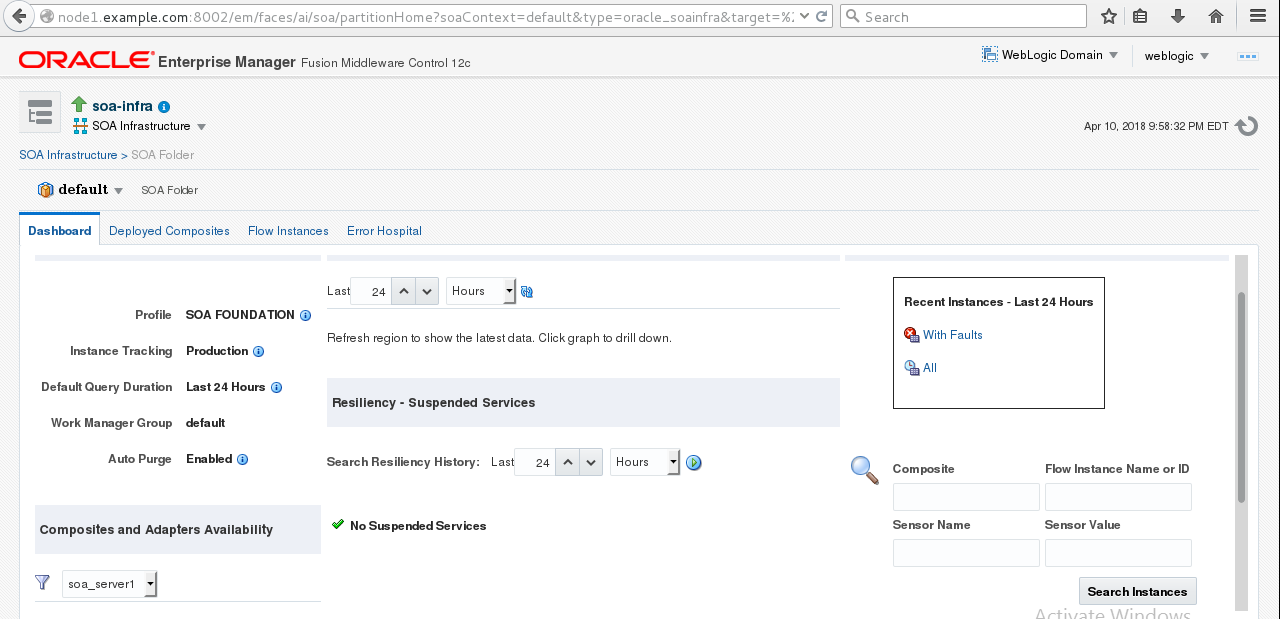 node1.example.com:8002/em/faces/ai/soa/partitionHome?soaContext=default&type=oracle_soainfra&target=%2
Search
ORACLE Enterprise Manager Fusion Middleware Control 12c
WebLogic Domain
weblogic
soa-infra
SOA Infrastructure
Apr 10, 2018 9:58:32 PM EDT
SOA Infrastructure > SOA Folder
default SOA Folder
Dashboard Deployed Composites Flow Instances Error Hospital
Profile SOA FOUNDATION
Instance Tracking Production
Default Query Duration Last 24 Hours
Work Manager Group default
Auto Purge Enabled
Composites and Adapters Availability
soa_server1
Last 24 Hours
Refresh region to show the latest data. Click graph to drill down.
Resiliency - Suspended Services
Search Resiliency History: Last 24 Hours
No Suspended Services
Recent Instances - Last 24 Hours
With Faults
All
Composite Flow Instance Name or ID
Sensor Name Sensor Value
Search Instances
Activate Windows